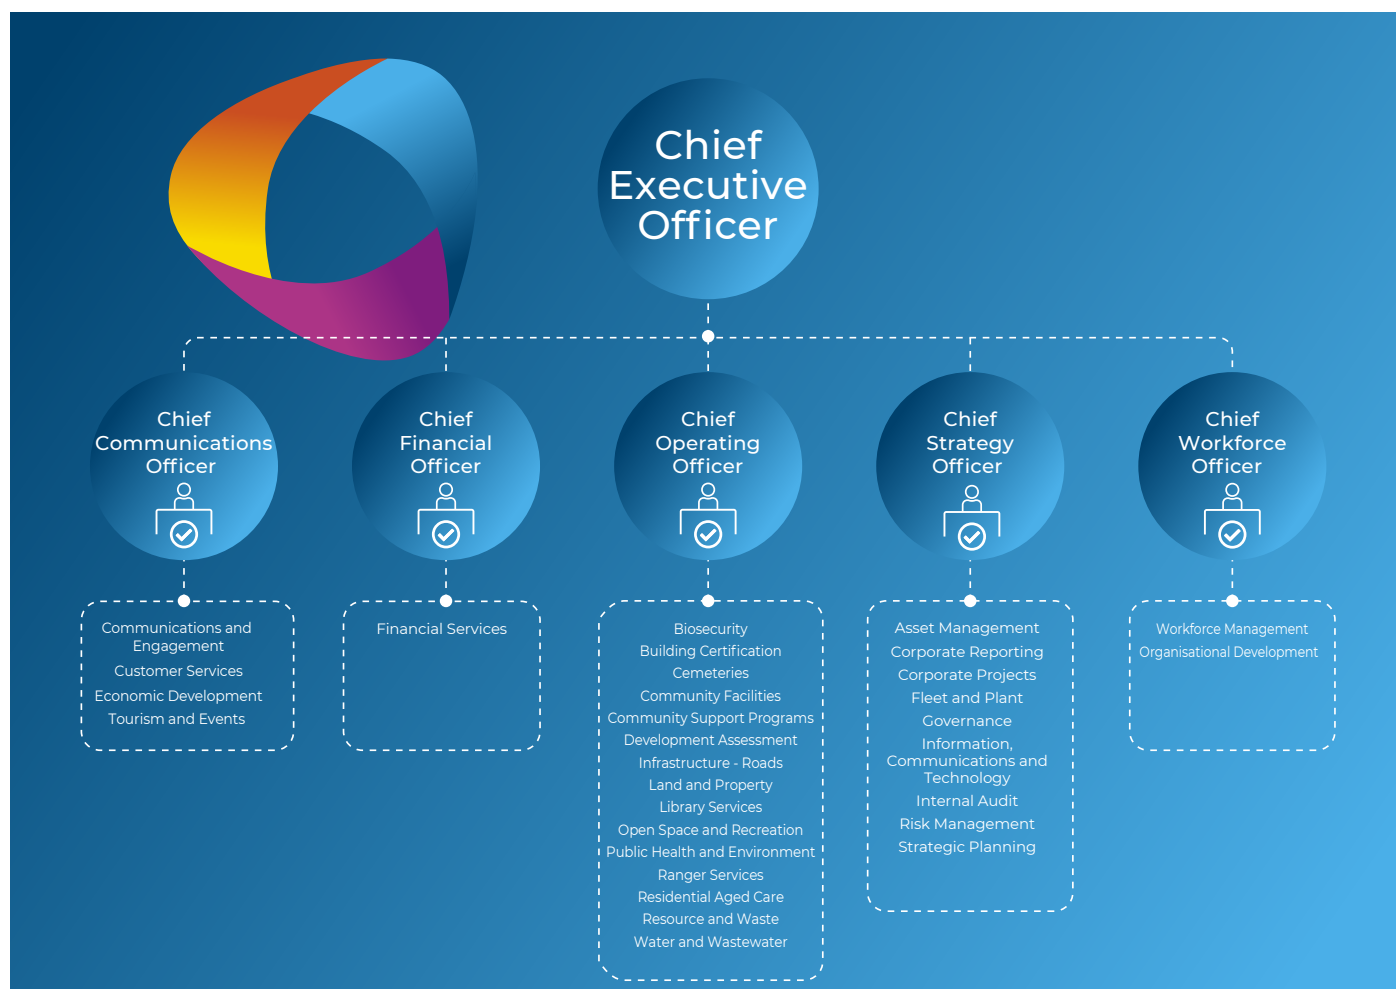 Chief
Executive
Officer
Chief
Communications
Officer
Chief
Financial
Officer
Chief
Operating
Officer
Chief
Strategy
Officer
Chief
Workforce
Officer
Communications and
Engagement
Customer Services
Economic Development
Tourism and Events
Financial Services
Biosecurity
Building Certification
Cemeteries
Community Facilities
Community Support Programs
Development Assessment
Infrastructure - Roads
Land and Property
Library Services
Open Space and Recreation
Public Health and Environment
Ranger Services
Residential Aged Care
Resource and Waste
Water and Wastewater
Asset Management
Corporate Reporting
Corporate Projects
Fleet and Plant
Governance
Information,
Communications and
Technology
Internal Audit
Risk Management
Strategic Planning
Workforce Management
Organisational Development